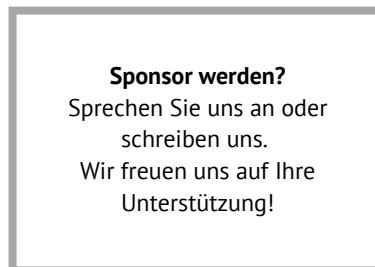 Sponsor werden?
Sprechen Sie uns an oder
schreiben uns.
Wir freuen uns auf Ihre
Unterstützung!